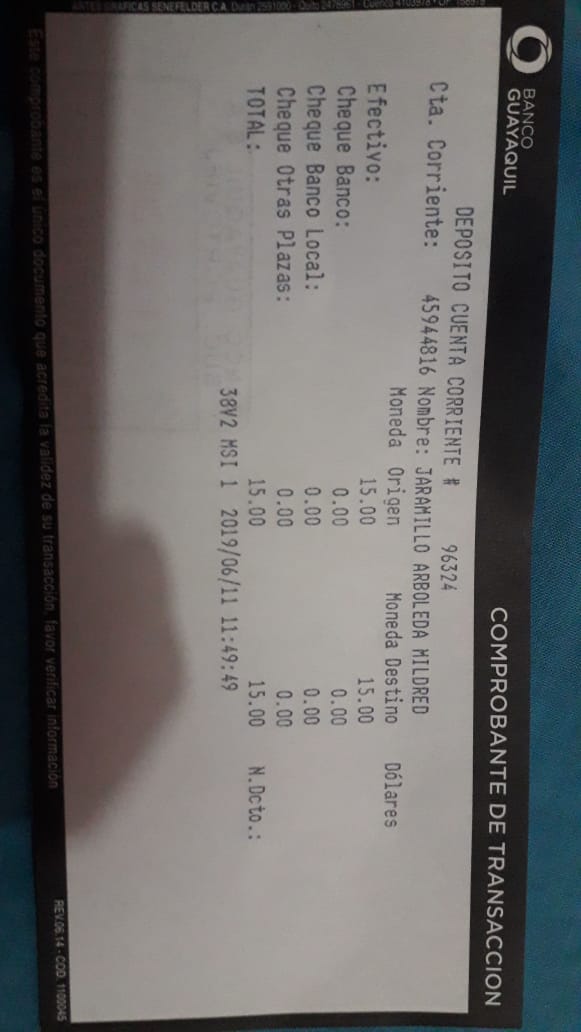 BANCO
GUAYAQUIL
COMPROBANTE DE TRANSACCION
DEPOSITO CUENTA CORRIENTE # 96324
Cta. Corriente: 45944816 Nombre: JARAMILLO ARBOLEDA MILDRED
Moneda Origen Moneda Destino Dólares
Efectivo: 15.00 15.00
Cheque Banco: 0.00 0.00
Cheque Banco Local: 0.00 0.00
Cheque Otras Plazas: 0.00 0.00
TOTAL: 15.00 15.00 N.Dcto.:
38V2 MSI 1 2019/06/11 11:49:49
REV.06.14 - COD. 1100045
Este comprobante es el único documento que acredita la validez de su transacción, favor verificar información